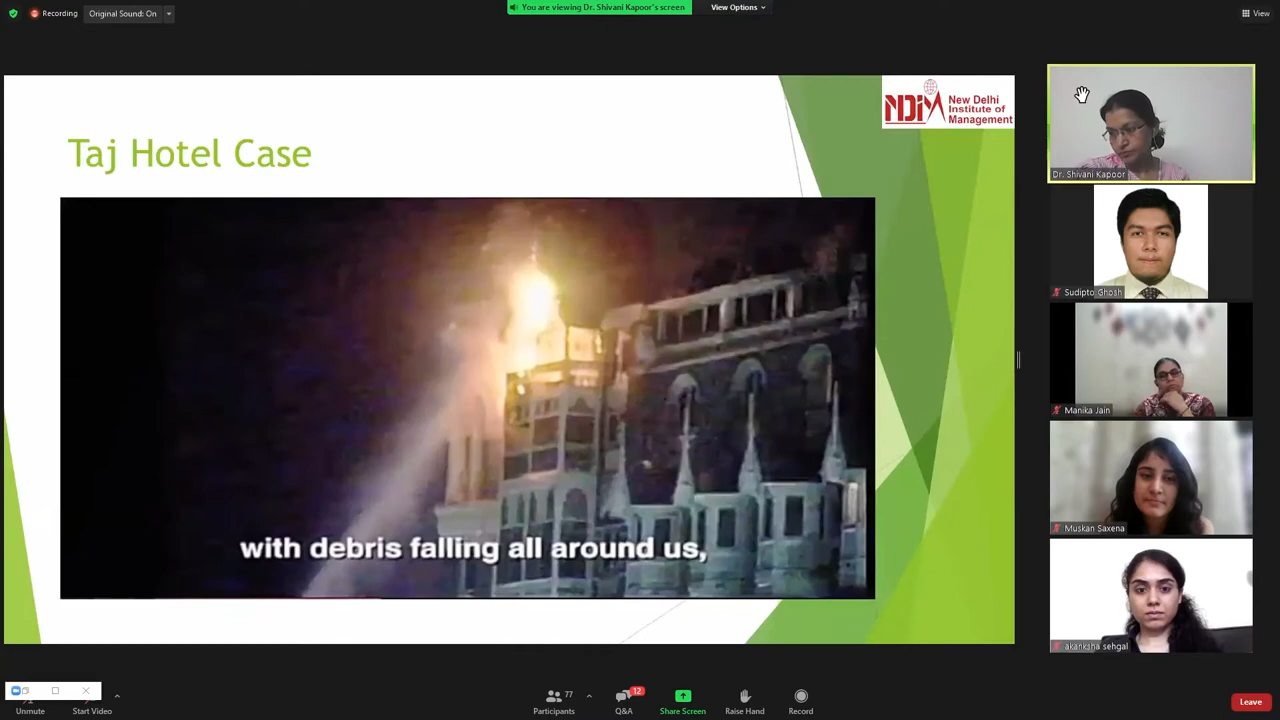 Recording
Original Sound: On
You are viewing Dr. Shivani Kapoor's screen
View Options
View
Taj Hotel Case
NDIM
New Delhi
Institute of
Management
with debris falling all around us,
Dr. Shivani Kapoor
Sudipto Ghosh
Manika Jain
Muskan Saxena
akanksha sehgal
Unmute
Start Video
77
Participants
12
Q&A
Share Screen
Raise Hand
Record
Leave